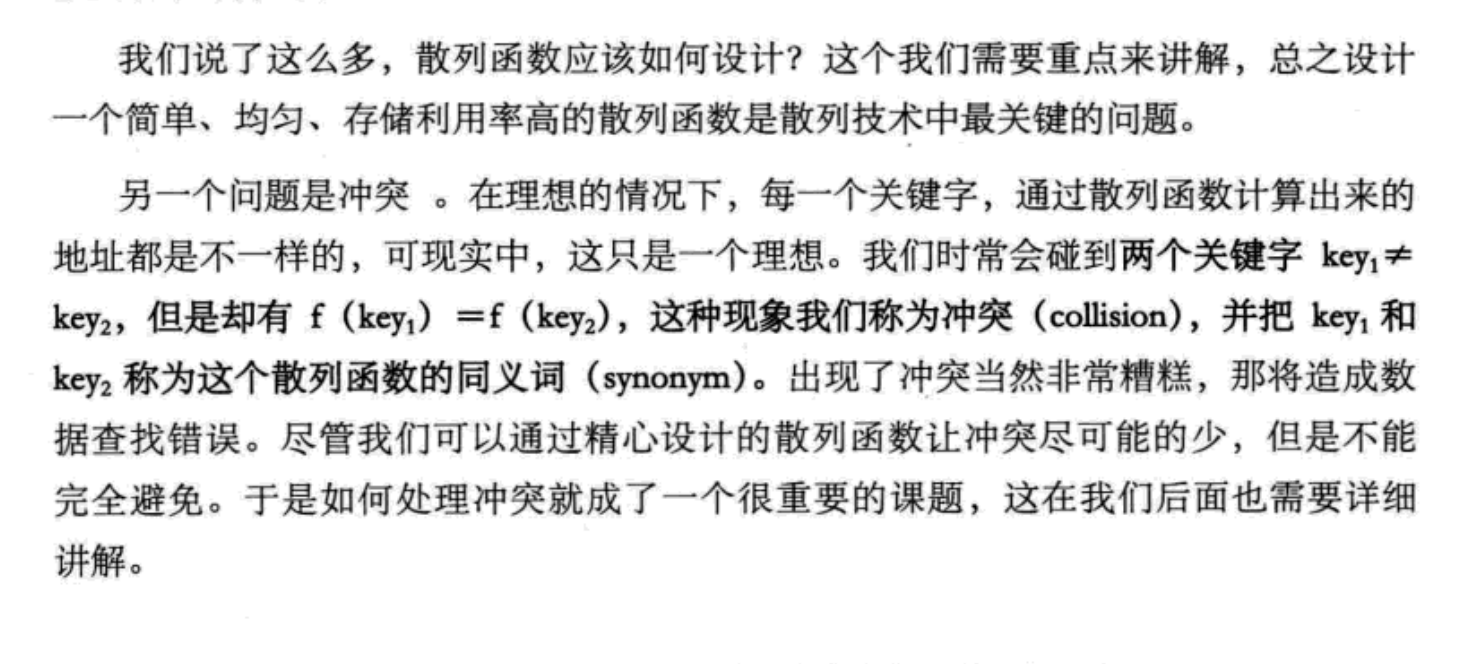 我们说了这么多，散列函数应该如何设计？这个我们需要重点来讲解，总之设计
一个简单、均匀、存储利用率高的散列函数是散列技术中最关键的问题。
另一个问题是冲突 。在理想的情况下，每一个关键字，通过散列函数计算出来的
地址都是不一样的，可现实中，这只是一个理想。我们时常会碰到两个关键字 key₁≠
key₂，但是却有 f（key₁）=f（key₂），这种现象我们称为冲突（collision），并把 key₁ 和
key₂ 称为这个散列函数的同义词（synonym）。出现了冲突当然非常糟糕，那将造成数
据查找错误。尽管我们可以通过精心设计的散列函数让冲突尽可能的少，但是不能
完全避免。于是如何处理冲突就成了一个很重要的课题，这在我们后面也需要详细
讲解。